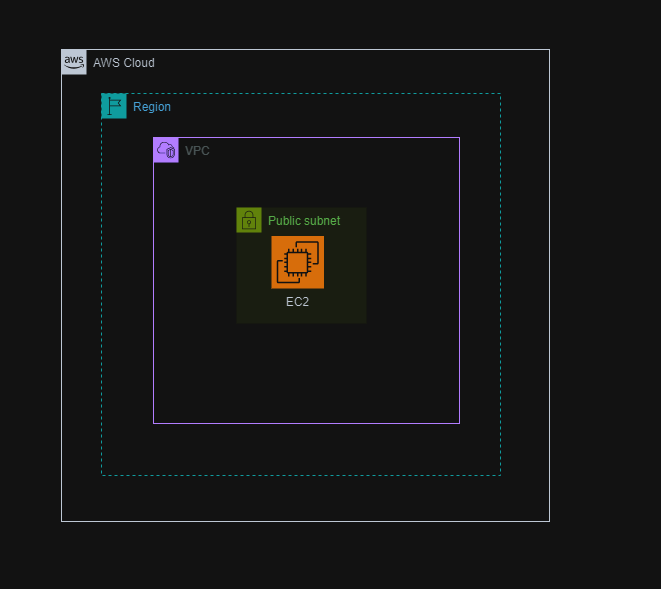 aws
AWS Cloud
Region
VPC
Public subnet
EC2